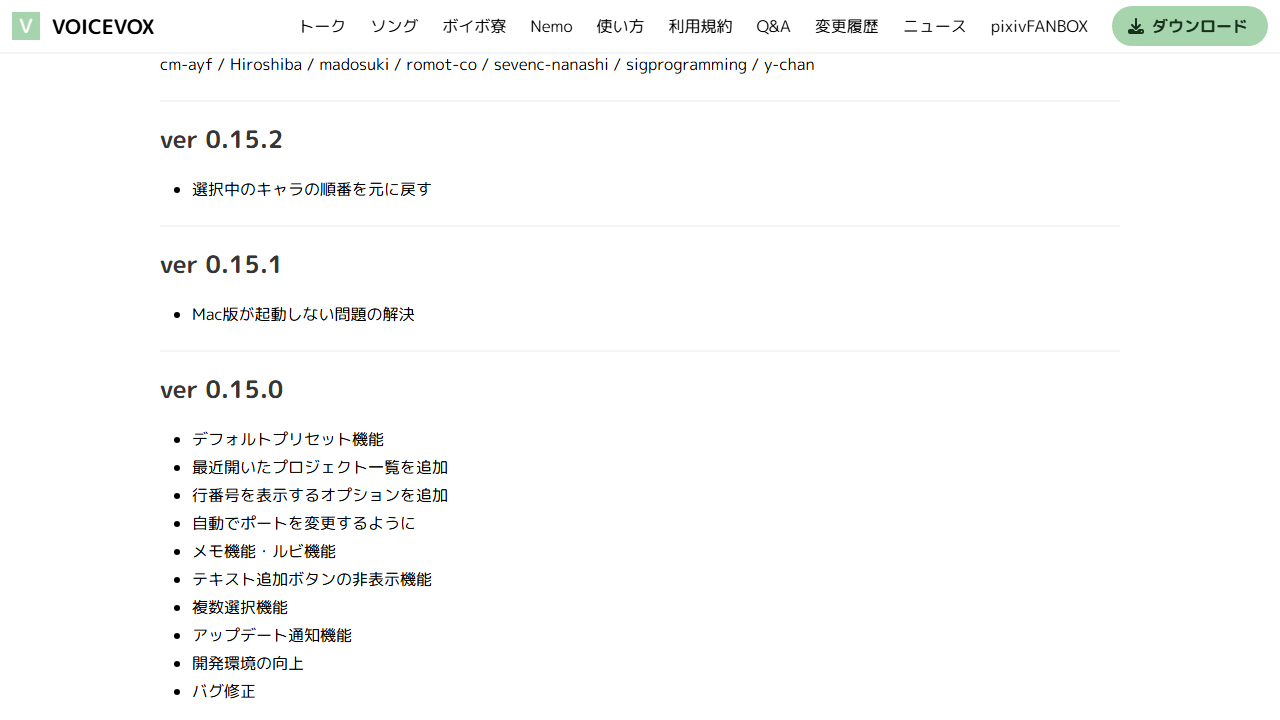 V VOICEVOX トーク ソング ボイボ寮 Nemo 使い方 利用規約 Q&A 変更履歴 ニュース pixivFANBOX ダウンロード
cm-ayf / Hiroshiba / madosuki / romot-co / sevenc-nanashi / sigprogramming / y-chan
ver 0.15.2
• 選択中のキャラの順番を元に戻す
ver 0.15.1
• Mac版が起動しない問題の解決
ver 0.15.0
• デフォルトプリセット機能
• 最近開いたプロジェクト一覧を追加
• 行番号を表示するオプションを追加
• 自動でポートを変更するように
• メモ機能・ルビ機能
• テキスト追加ボタンの非表示機能
• 複数選択機能
• アップデート通知機能
• 開発環境の向上
• バグ修正